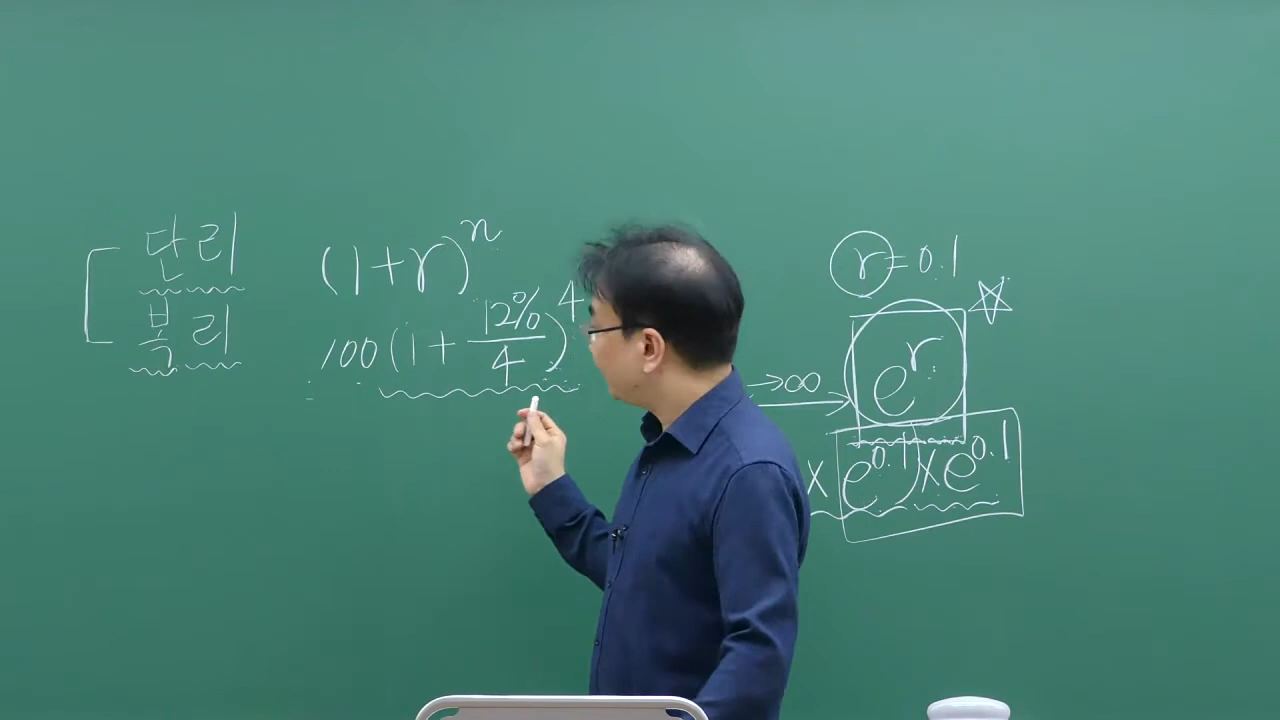 단리
복리
(1+r)^n
100(1+12%/4)^4
r=0.1
→∞
e^r
x e^0.1)x e^0.1